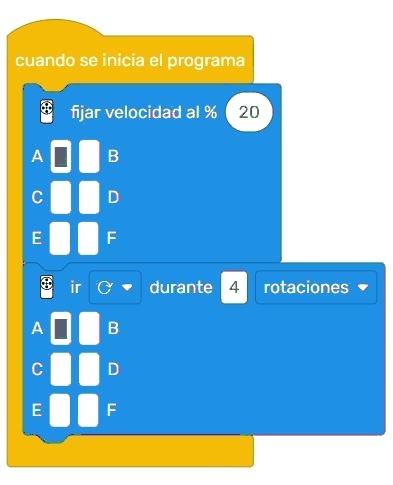 cuando se inicia el programa
fijar velocidad al % 20
A B
C D
E F
ir durante 4 rotaciones
A B
C D
E F